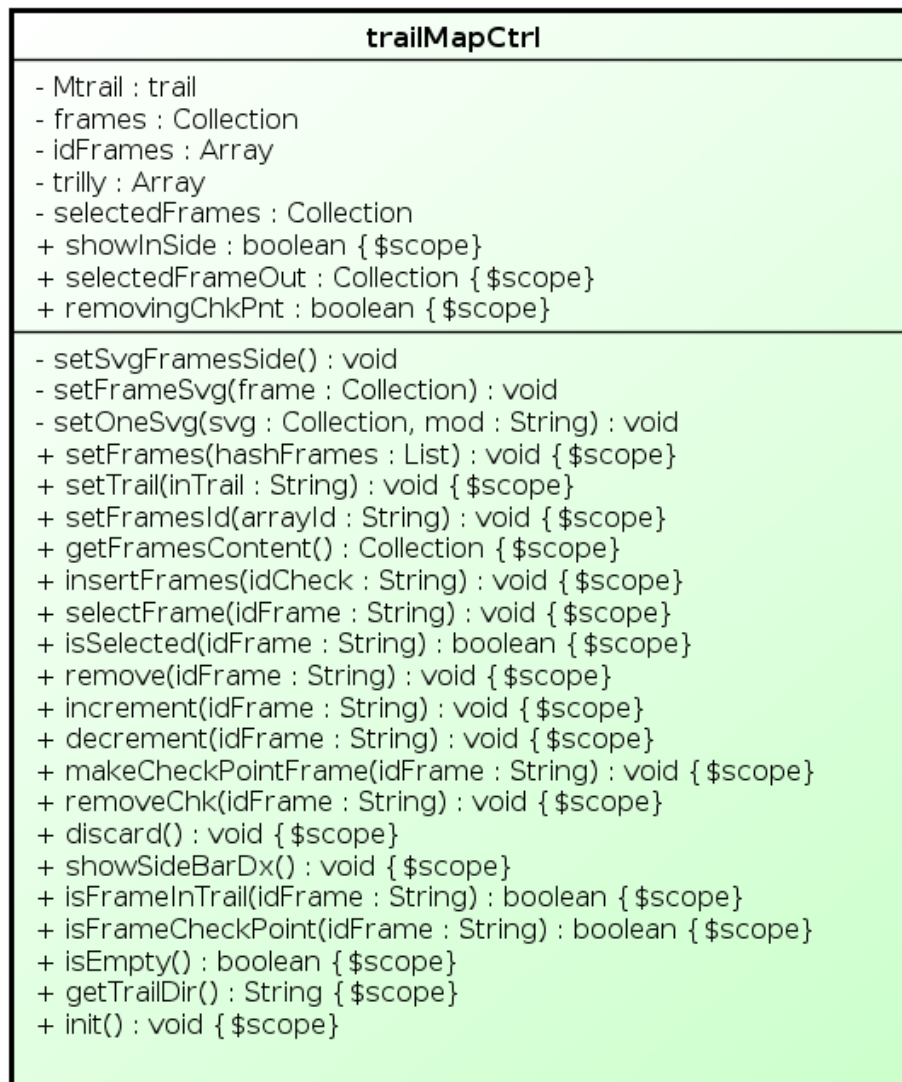 trailMapCtrl
- Mtrail : trail
- frames : Collection
- idFrames : Array
- trilly : Array
- selectedFrames : Collection
+ showInSide : boolean {$scope}
+ selectedFrameOut : Collection {$scope}
+ removingChkPnt : boolean {$scope}
- setSvgFramesSide() : void
- setFrameSvg(frame : Collection) : void
- setOneSvg(svg : Collection, mod : String) : void
+ setFrames(hashFrames : List) : void {$scope}
+ setTrail(inTrail : String) : void {$scope}
+ setFramesId(arrayId : String) : void {$scope}
+ getFramesContent() : Collection {$scope}
+ insertFrames(idCheck : String) : void {$scope}
+ selectFrame(idFrame : String) : void {$scope}
+ isSelected(idFrame : String) : boolean {$scope}
+ remove(idFrame : String) : void {$scope}
+ increment(idFrame : String) : void {$scope}
+ decrement(idFrame : String) : void {$scope}
+ makeCheckPointFrame(idFrame : String) : void {$scope}
+ removeChk(idFrame : String) : void {$scope}
+ discard() : void {$scope}
+ showSideBarDx() : void {$scope}
+ isFrameInTrail(idFrame : String) : boolean {$scope}
+ isFrameCheckPoint(idFrame : String) : boolean {$scope}
+ isEmpty() : boolean {$scope}
+ getTrailDir() : String {$scope}
+ init() : void {$scope}